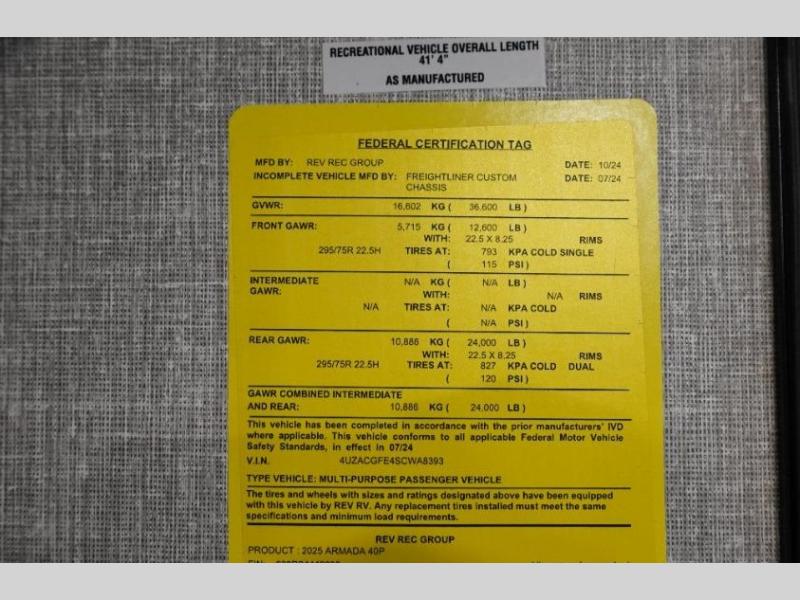 RECREATIONAL VEHICLE OVERALL LENGTH
41' 4"
AS MANUFACTURED
FEDERAL CERTIFICATION TAG
MFD BY: REV REC GROUP DATE: 10/24
INCOMPLETE VEHICLE MFD BY: FREIGHTLINER CUSTOM DATE: 07/24
CHASSIS
GVWR: 16,602 KG ( 36,600 LB )
FRONT GAWR: 5,715 KG ( 12,600 LB )
WITH: 22.5 X 8.25 RIMS
295/75R 22.5H TIRES AT: 793 KPA COLD SINGLE
( 115 PSI )
INTERMEDIATE N/A KG ( N/A LB )
GAWR: WITH: N/A RIMS
N/A TIRES AT: N/A KPA COLD
( N/A PSI )
REAR GAWR: 10,886 KG ( 24,000 LB )
WITH: 22.5 X 8.25 RIMS
295/75R 22.5H TIRES AT: 827 KPA COLD DUAL
( 120 PSI )
GAWR COMBINED INTERMEDIATE
AND REAR: 10,886 KG ( 24,000 LB )
This vehicle has been completed in accordance with the prior manufacturers' IVD
where applicable. This vehicle conforms to all applicable Federal Motor Vehicle
Safety Standards, in effect in 07/24
V.I.N. 4UZACGFE4SCWA8393
TYPE VEHICLE: MULTI-PURPOSE PASSENGER VEHICLE
The tires and wheels with sizes and ratings designated above have been equipped
with this vehicle by REV RV. Any replacement tires installed must meet the same
specifications and minimum load requirements.
REV REC GROUP
PRODUCT : 2025 ARMADA 40P